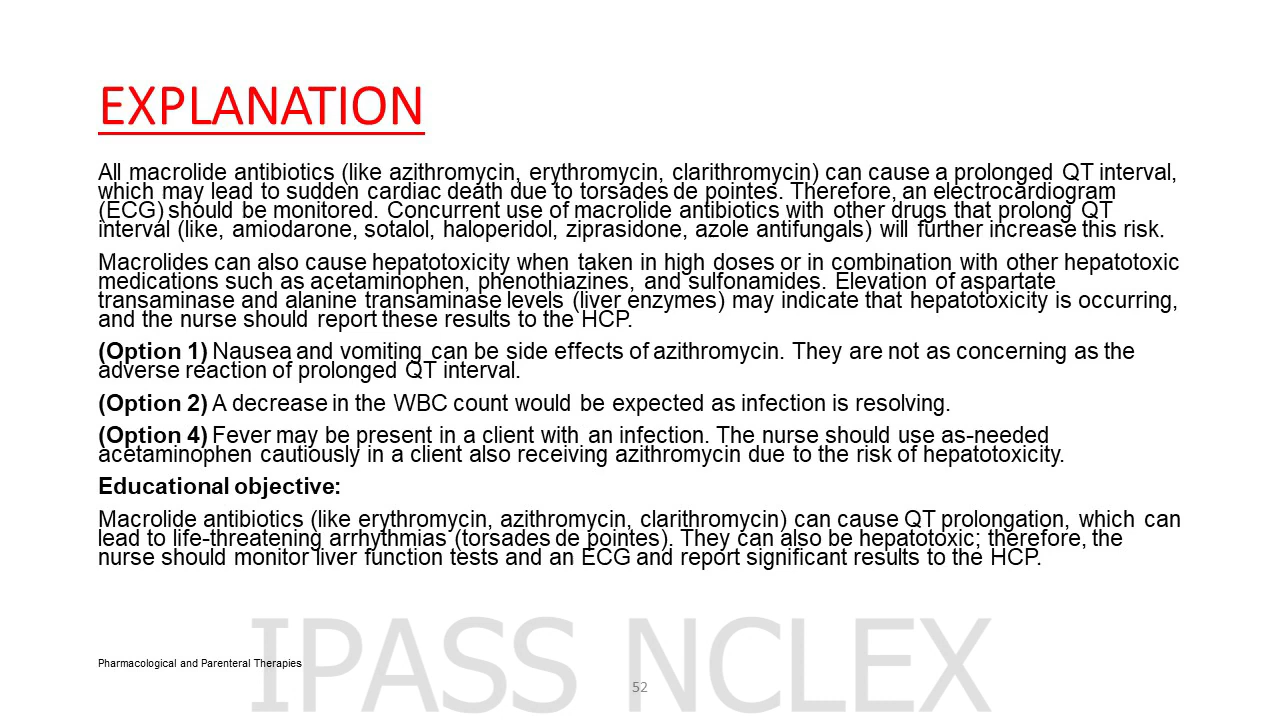 EXPLANATION
All macrolide antibiotics (like azithromycin, erythromycin, clarithromycin) can cause a prolonged QT interval,
which may lead to sudden cardiac death due to torsades de pointes. Therefore, an electrocardiogram
(ECG) should be monitored. Concurrent use of macrolide antibiotics with other drugs that prolong QT
interval (like, amiodarone, sotalol, haloperidol, ziprasidone, azole antifungals) will further increase this risk.
Macrolides can also cause hepatotoxicity when taken in high doses or in combination with other hepatotoxic
medications such as acetaminophen, phenothiazines, and sulfonamides. Elevation of aspartate
transaminase and alanine transaminase levels (liver enzymes) may indicate that hepatotoxicity is occurring,
and the nurse should report these results to the HCP.
(Option 1) Nausea and vomiting can be side effects of azithromycin. They are not as concerning as the
adverse reaction of prolonged QT interval.
(Option 2) A decrease in the WBC count would be expected as infection is resolving.
(Option 4) Fever may be present in a client with an infection. The nurse should use as-needed
acetaminophen cautiously in a client also receiving azithromycin due to the risk of hepatotoxicity.
Educational objective:
Macrolide antibiotics (like erythromycin, azithromycin, clarithromycin) can cause QT prolongation, which can
lead to life-threatening arrhythmias (torsades de pointes). They can also be hepatotoxic; therefore, the
nurse should monitor liver function tests and an ECG and report significant results to the HCP.
IPASS NCLEX
Pharmacological and Parenteral Therapies
52